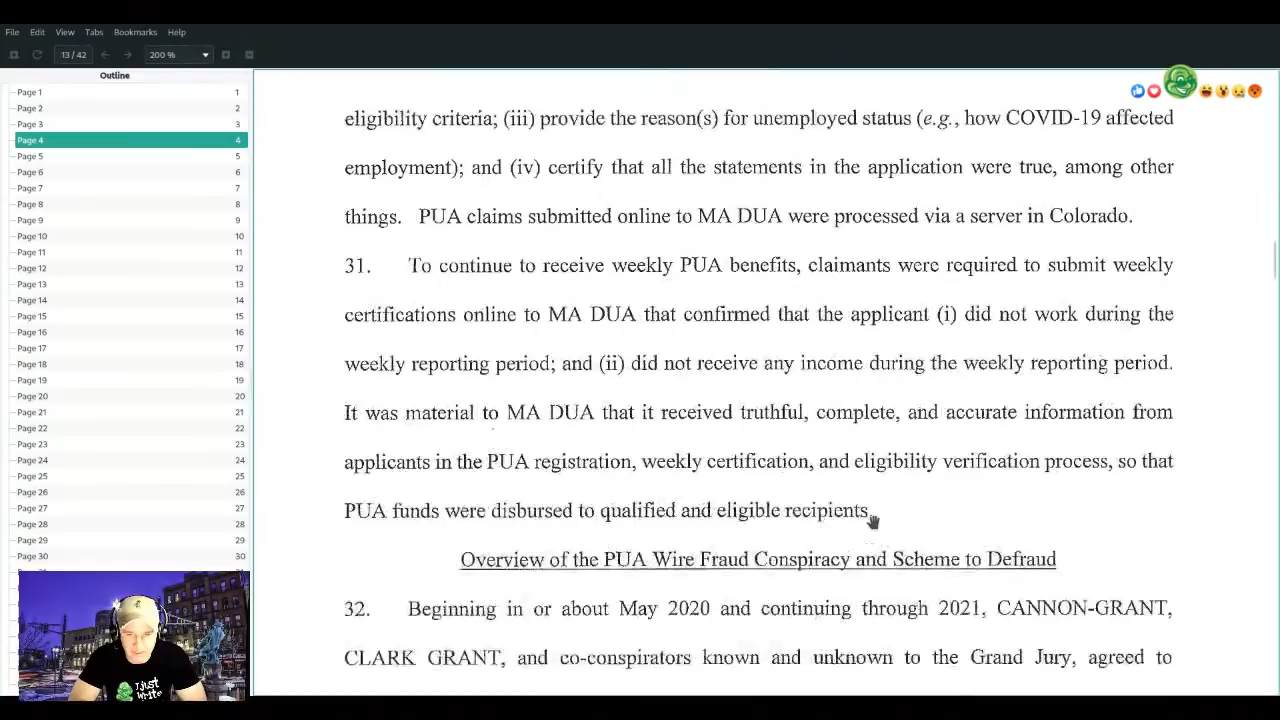 File Edit View Tabs Bookmarks Help
13 / 42 200 %
Outline
Page 1 1
Page 2 2
Page 3 3
Page 4 4
Page 5 5
Page 6 6
Page 7 7
Page 8 8
Page 9 9
Page 10 10
Page 11 11
Page 12 12
Page 13 13
Page 14 14
Page 15 15
Page 16 16
Page 17 17
Page 18 18
Page 19 19
Page 20 20
Page 21 21
Page 22 22
Page 23 23
Page 24 24
Page 25 25
Page 26 26
Page 27 27
Page 28 28
Page 29 29
Page 30 30
eligibility criteria; (iii) provide the reason(s) for unemployed status (e.g., how COVID-19 affected
employment); and (iv) certify that all the statements in the application were true, among other
things. PUA claims submitted online to MA DUA were processed via a server in Colorado.
31. To continue to receive weekly PUA benefits, claimants were required to submit weekly
certifications online to MA DUA that confirmed that the applicant (i) did not work during the
weekly reporting period; and (ii) did not receive any income during the weekly reporting period.
It was material to MA DUA that it received truthful, complete, and accurate information from
applicants in the PUA registration, weekly certification, and eligibility verification process, so that
PUA funds were disbursed to qualified and eligible recipients.
Overview of the PUA Wire Fraud Conspiracy and Scheme to Defraud
32. Beginning in or about May 2020 and continuing through 2021, CANNON-GRANT,
CLARK GRANT, and co-conspirators known and unknown to the Grand Jury, agreed to
I Just
Write